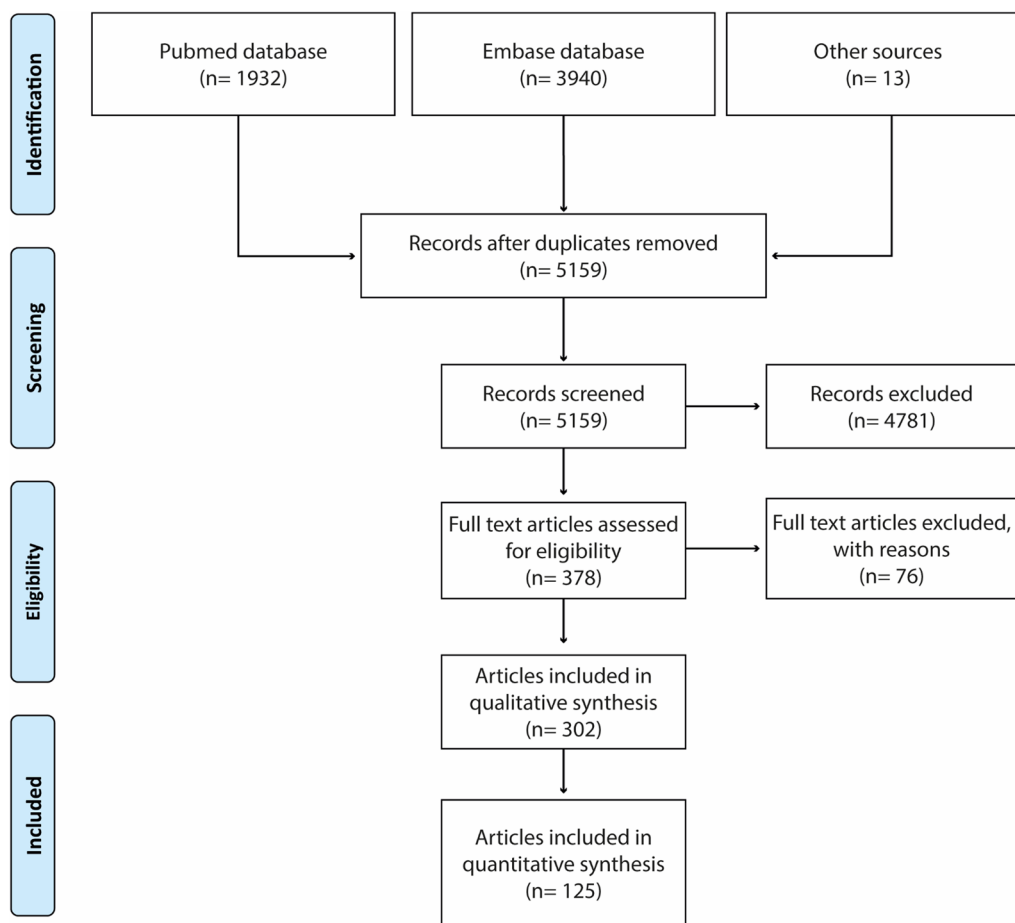 Identification
Pubmed database
(n= 1932)
Embase database
(n= 3940)
Other sources
(n= 13)
Records after duplicates removed
(n= 5159)
Screening
Records screened
(n= 5159)
Records excluded
(n= 4781)
Eligibility
Full text articles assessed
for eligibility
(n= 378)
Full text articles excluded,
with reasons
(n= 76)
Articles included in
qualitative synthesis
(n= 302)
Included
Articles included in
quantitative synthesis
(n= 125)